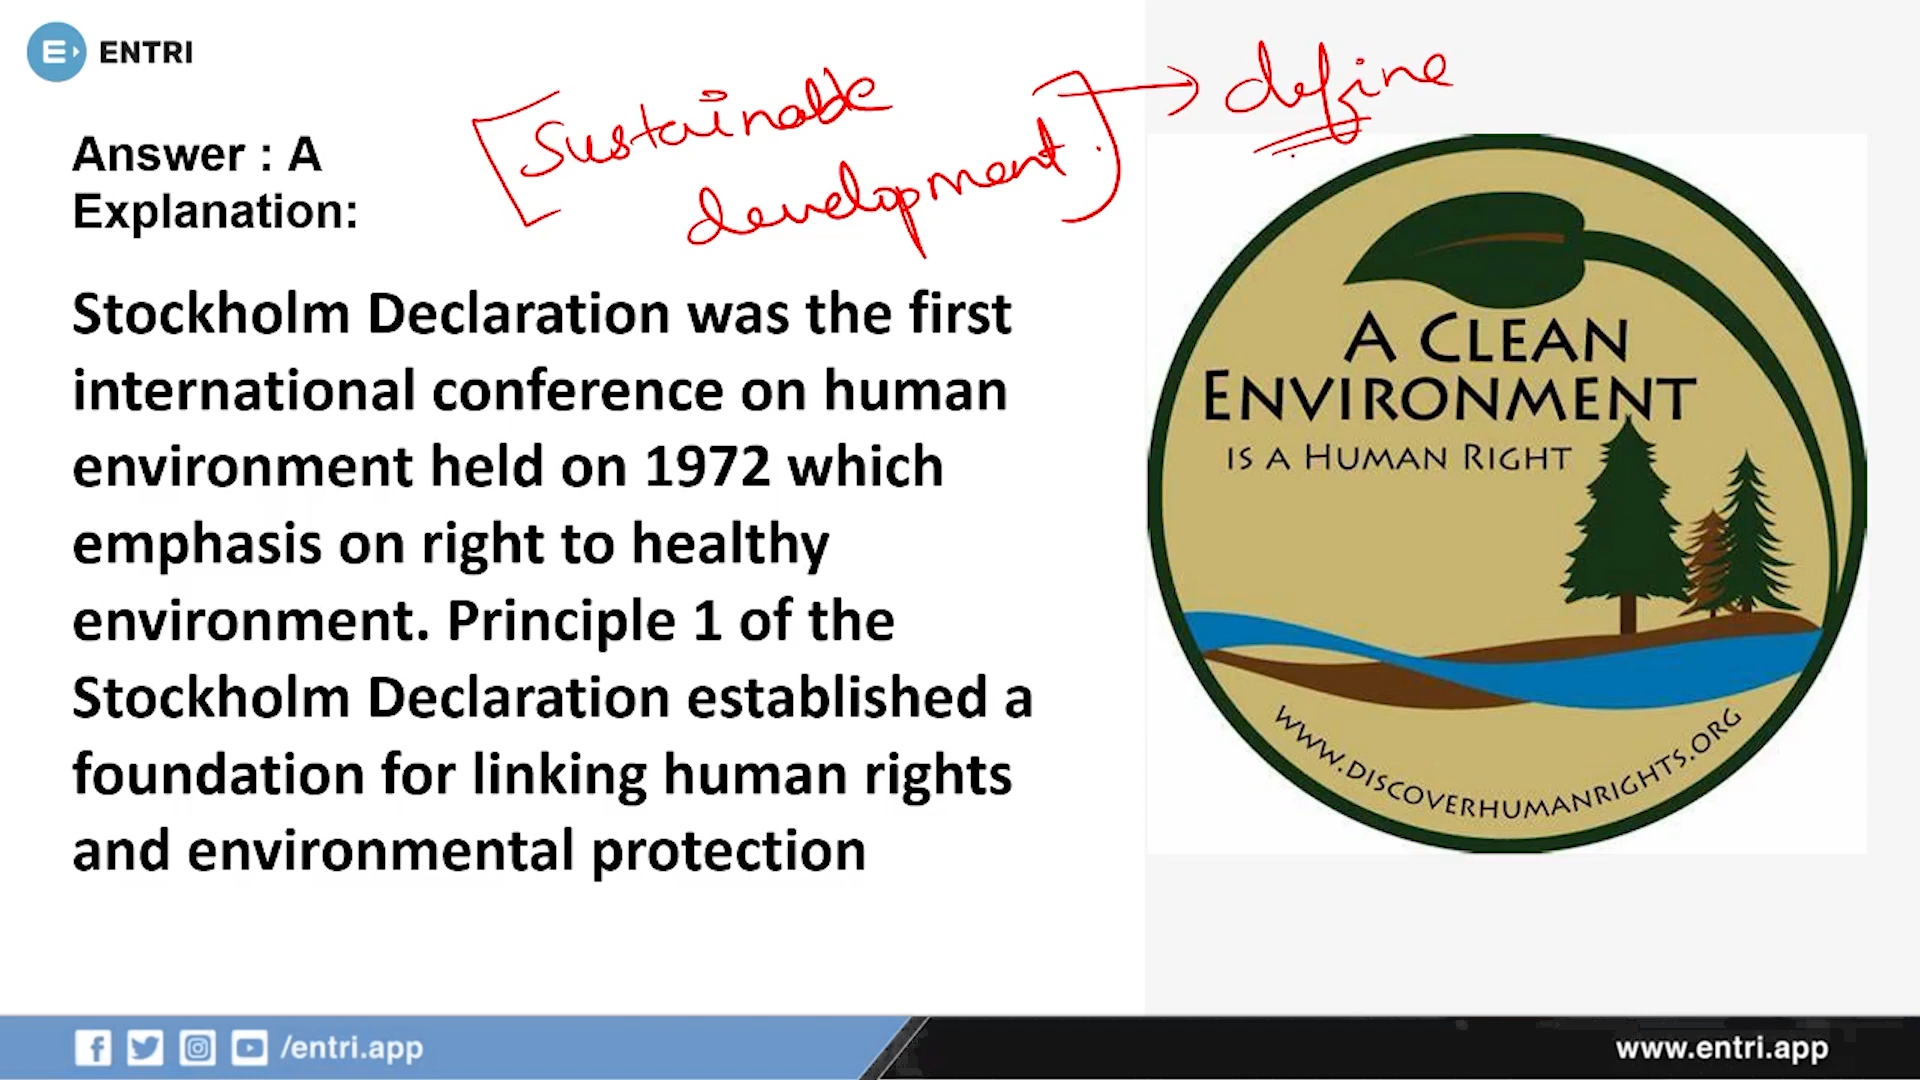 ENTRI
Sustainable
development
define
Answer : A
Explanation:
Stockholm Declaration was the first
international conference on human
environment held on 1972 which
emphasis on right to healthy
environment. Principle 1 of the
Stockholm Declaration established a
foundation for linking human rights
and environmental protection
A CLEAN
ENVIRONMENT
IS A HUMAN RIGHT
WWW.DISCOVERHUMANRIGHTS.ORG
/entri.app
www.entri.app